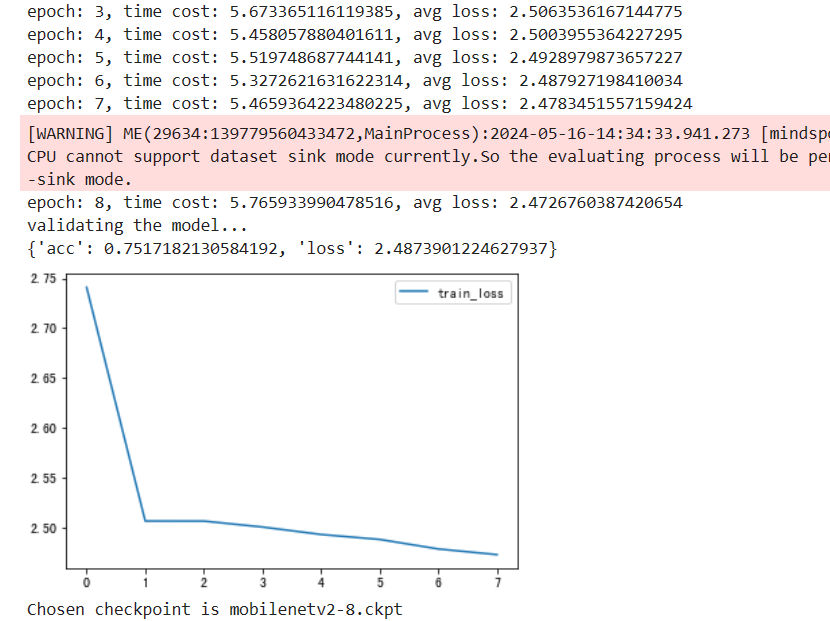 epoch: 3, time cost: 5.673365116119385, avg loss: 2.5063536167144775
epoch: 4, time cost: 5.458057880401611, avg loss: 2.5003955364227295
epoch: 5, time cost: 5.519748687744141, avg loss: 2.4928979873657227
epoch: 6, time cost: 5.3272621631622314, avg loss: 2.487927198410034
epoch: 7, time cost: 5.4659364223480225, avg loss: 2.4783451557159424
[WARNING] ME(29634:139779560433472,MainProcess):2024-05-16-14:34:33.941.273 [mindspo
CPU cannot support dataset sink mode currently.So the evaluating process will be per
-sink mode.
epoch: 8, time cost: 5.765933990478516, avg loss: 2.4726760387420654
validating the model...
{'acc': 0.7517182130584192, 'loss': 2.4873901224627937}
2.75
train_loss
2.70
2.65
2.60
2.55
2.50
0 1 2 3 4 5 6 7
Chosen checkpoint is mobilenetv2-8.ckpt